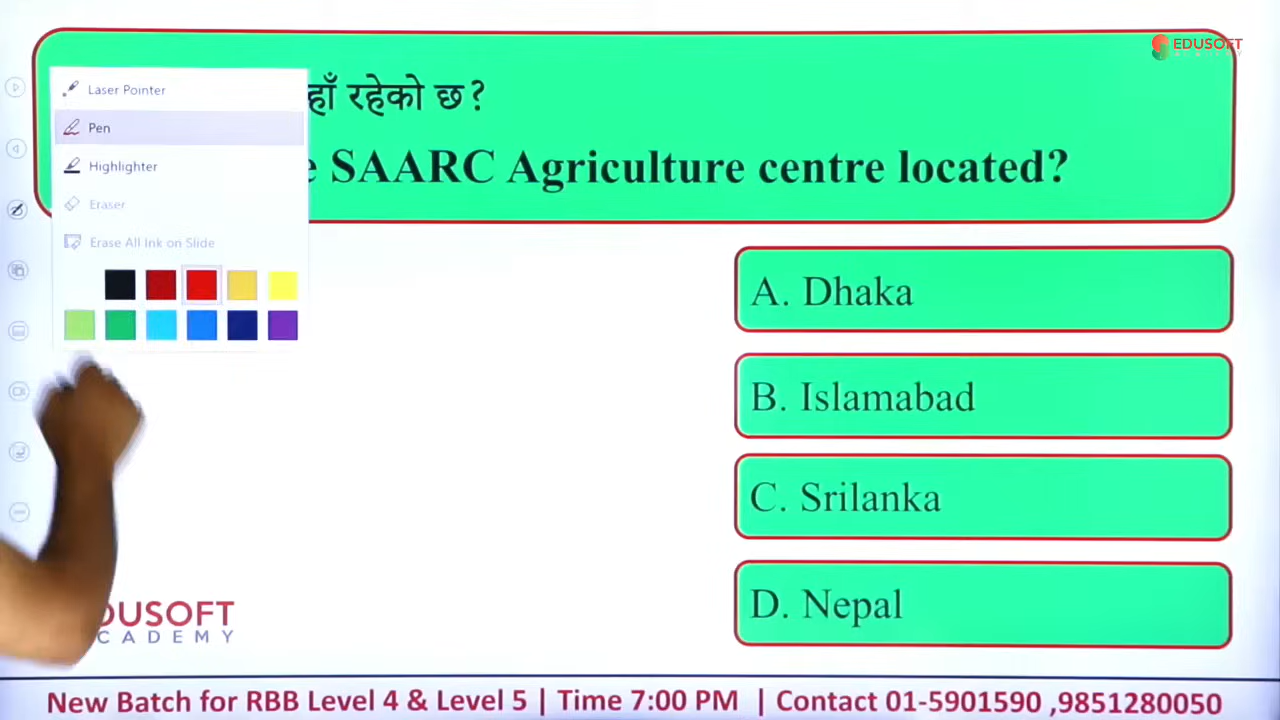 EDUSOFT
Laser Pointer
Pen
Highlighter
Eraser
Erase All Ink on Slide
रहेको छ ?
SAARC Agriculture centre located?
A. Dhaka
B. Islamabad
C. Srilanka
D. Nepal
DUSOFT
CADEMY
New Batch for RBB Level 4 & Level 5 | Time 7:00 PM | Contact 01-5901590 ,9851280050